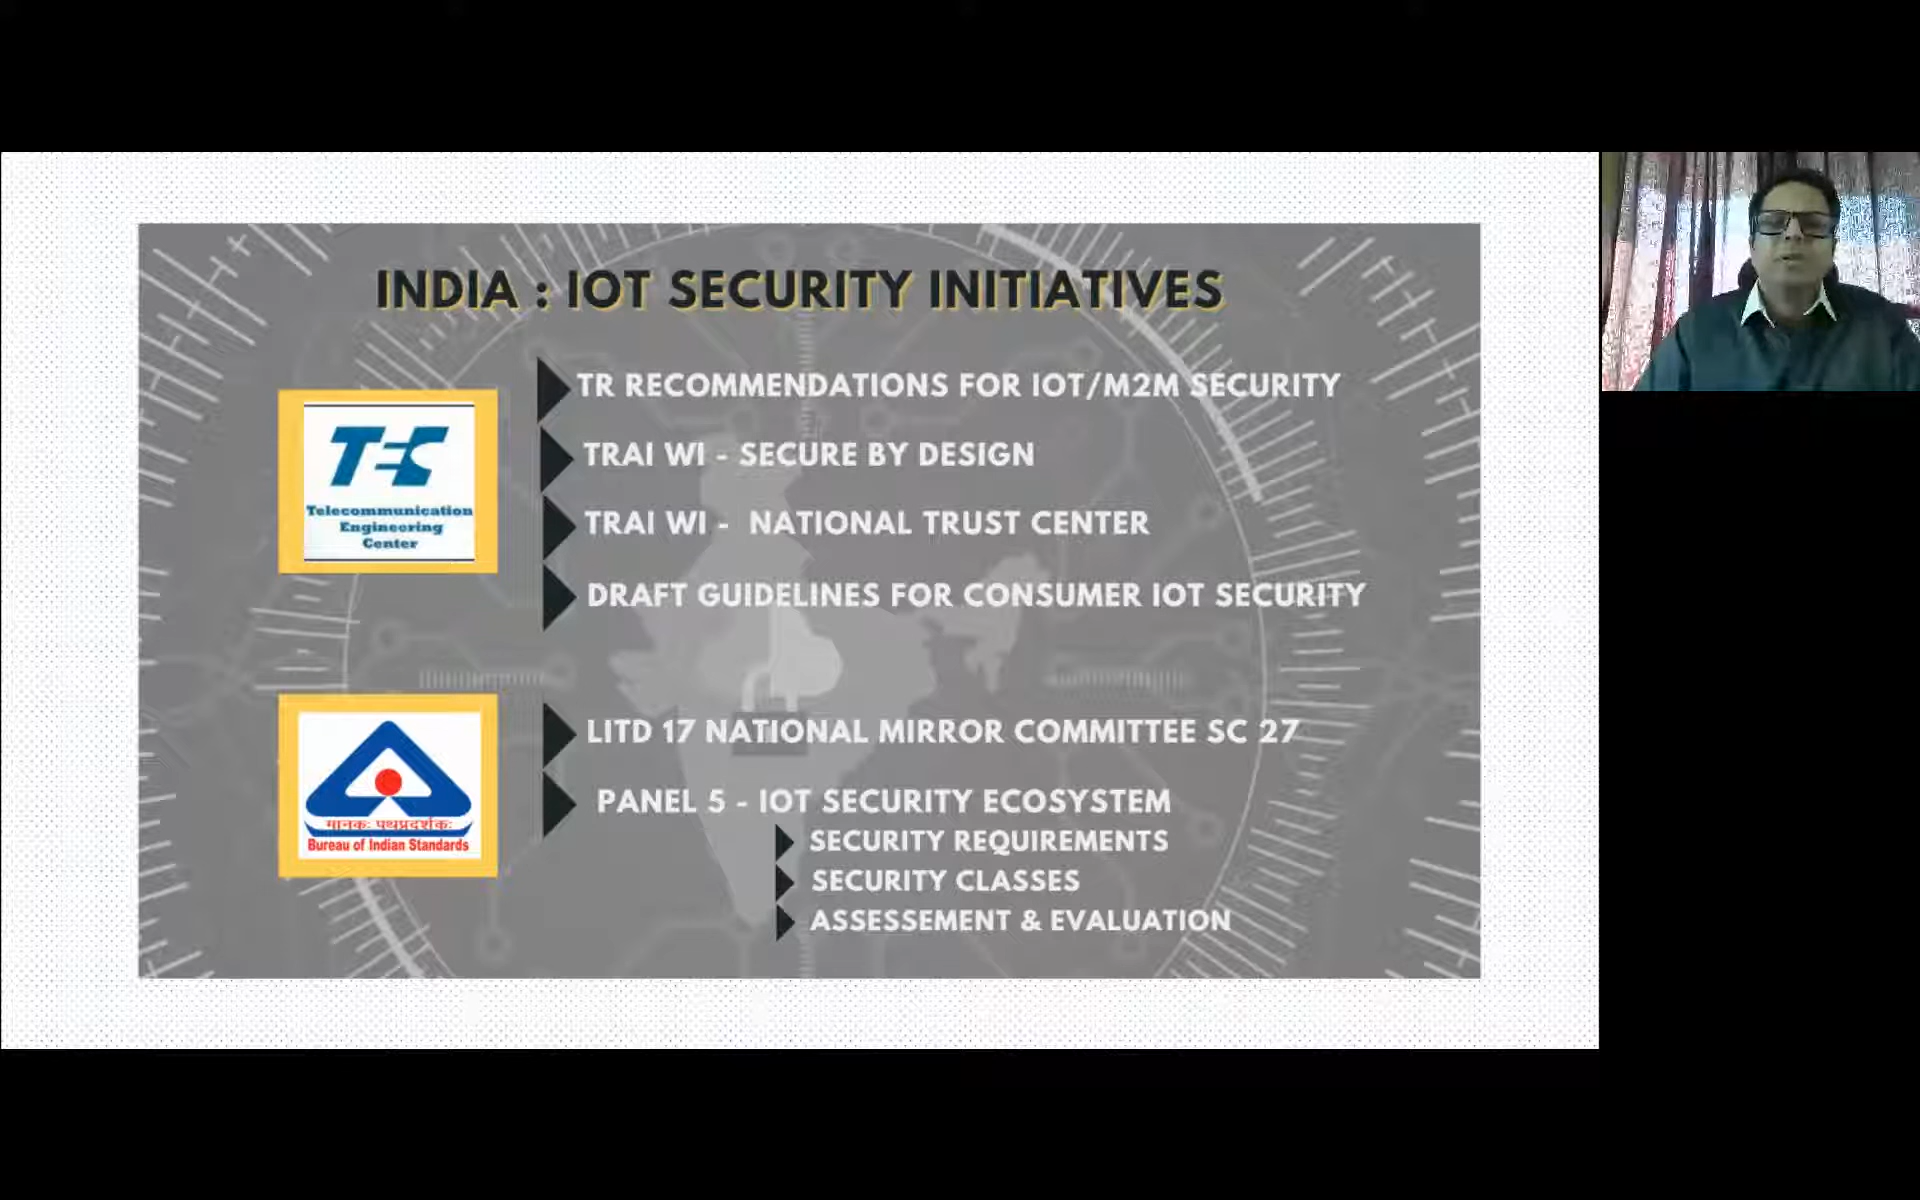 INDIA : IOT SECURITY INITIATIVES
TEC
Telecommunication
Engineering
Center
TR RECOMMENDATIONS FOR IOT/M2M SECURITY
TRAI WI - SECURE BY DESIGN
TRAI WI - NATIONAL TRUST CENTER
DRAFT GUIDELINES FOR CONSUMER IOT SECURITY
मानकः पथप्रदर्शकः
Bureau of Indian Standards
LITD 17 NATIONAL MIRROR COMMITTEE SC 27
PANEL 5 - IOT SECURITY ECOSYSTEM
SECURITY REQUIREMENTS
SECURITY CLASSES
ASSESSEMENT & EVALUATION